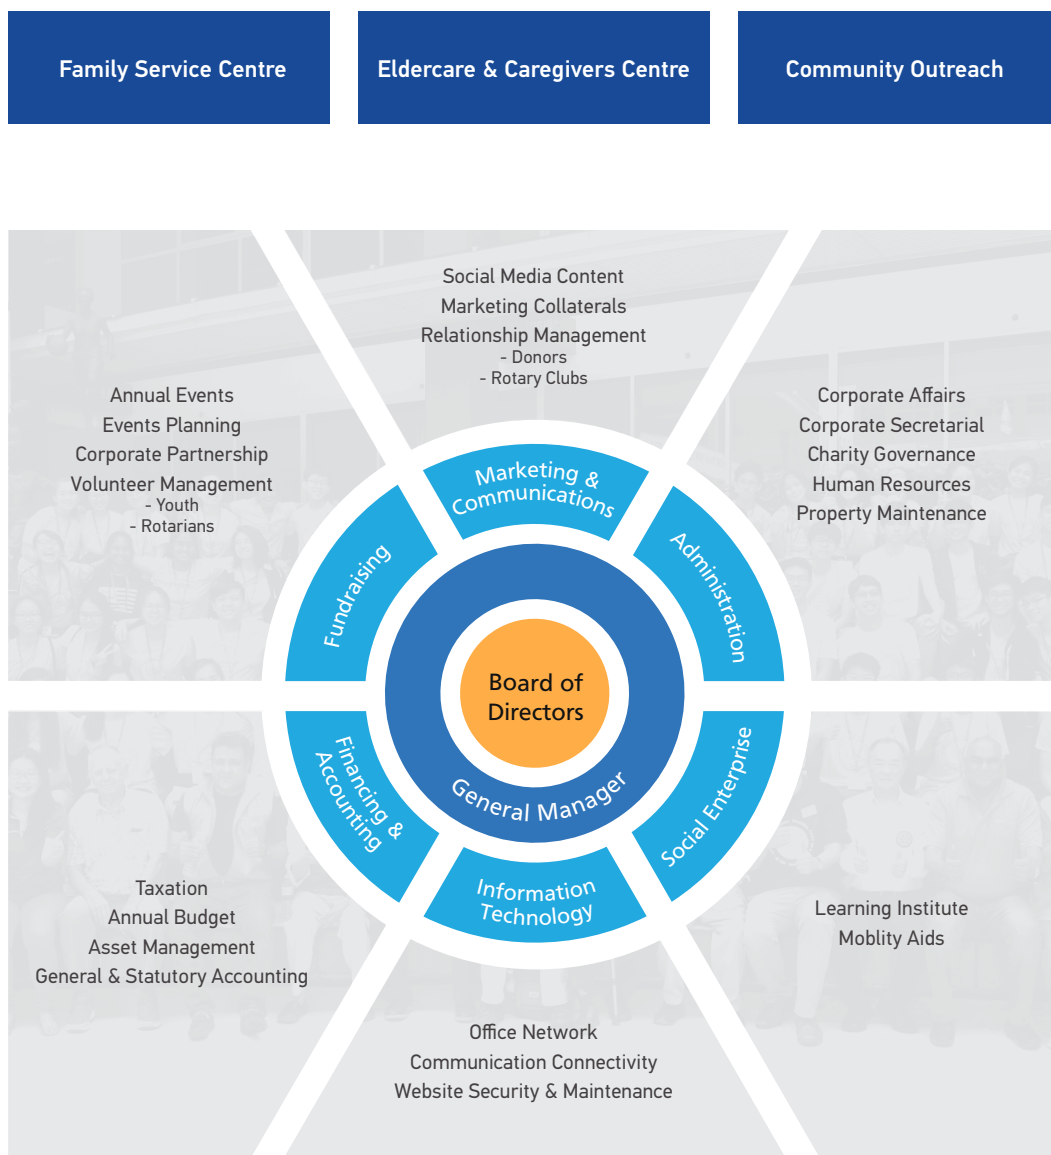 Family Service Centre
Eldercare & Caregivers Centre
Community Outreach
Social Media Content
Marketing Collaterals
Relationship Management
- Donors
- Rotary Clubs
Annual Events
Events Planning
Corporate Partnership
Volunteer Management
- Youth
- Rotarians
Corporate Affairs
Corporate Secretarial
Charity Governance
Human Resources
Property Maintenance
Marketing &
Communications
Fundraising
Administration
Board of
Directors
General Manager
Financing &
Accounting
Social Enterprise
Information
Technology
Taxation
Annual Budget
Asset Management
General & Statutory Accounting
Learning Institute
Moblity Aids
Office Network
Communication Connectivity
Website Security & Maintenance